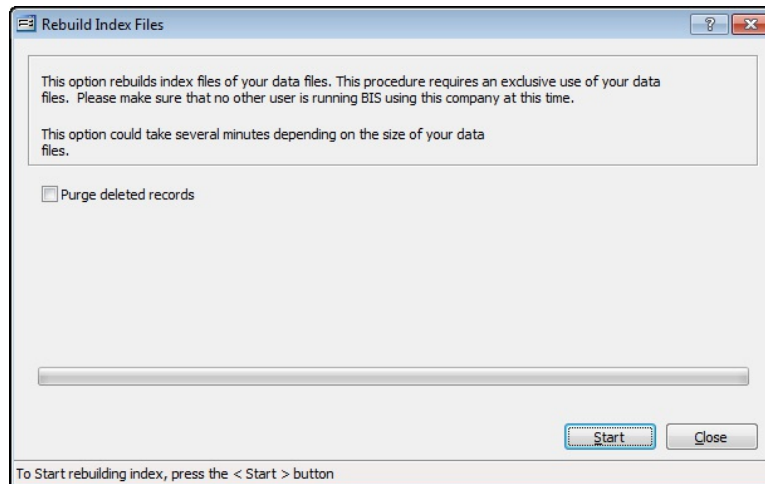 Rebuild Index Files
?
This option rebuilds index files of your data files. This procedure requires an exclusive use of your data
files.  Please make sure that no other user is running BIS using this company at this time.
This option could take several minutes depending on the size of your data
files.
Purge deleted records
Start
Close
To Start rebuilding index, press the < Start > button